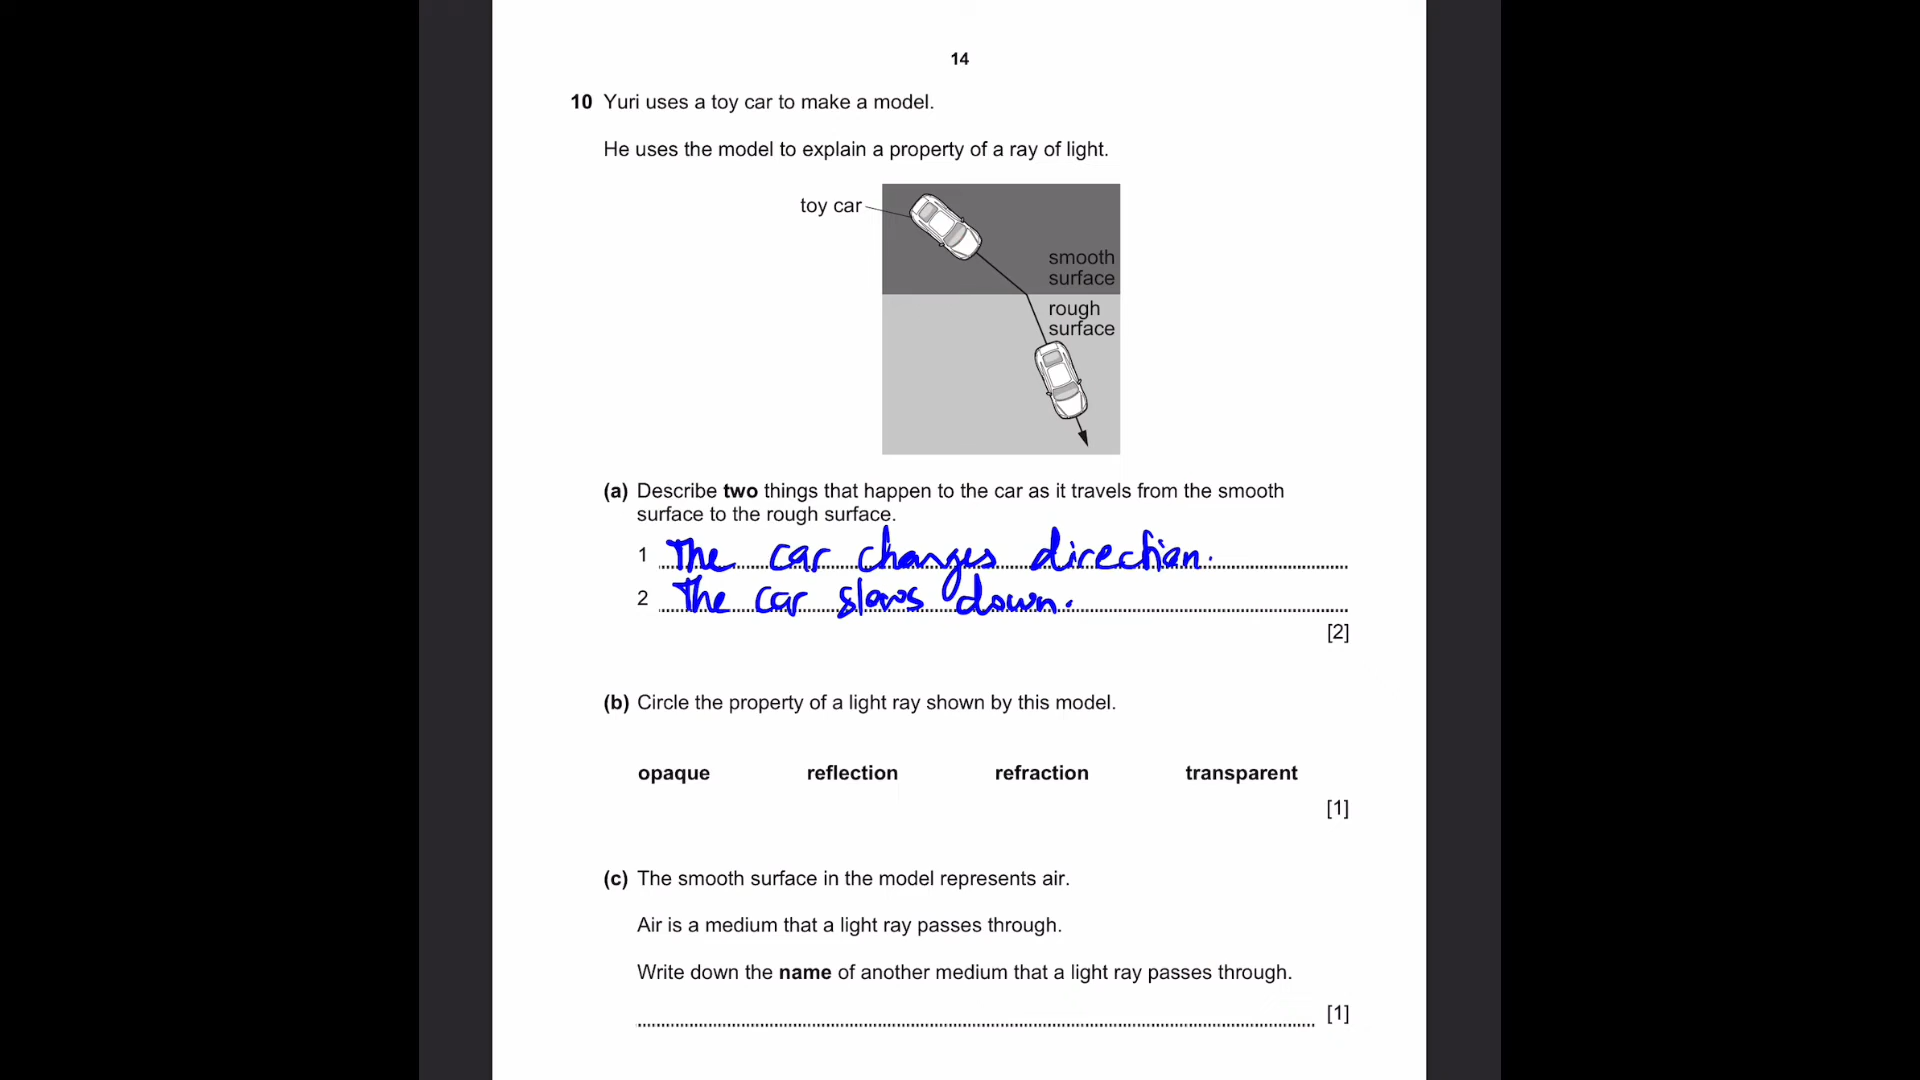 14
10 Yuri uses a toy car to make a model.
He uses the model to explain a property of a ray of light.
toy car
smooth
surface
rough
surface
(a) Describe two things that happen to the car as it travels from the smooth
surface to the rough surface.
1 The car changes direction.
2 The car slows down.
[2]
(b) Circle the property of a light ray shown by this model.
opaque reflection refraction transparent
[1]
(c) The smooth surface in the model represents air.
Air is a medium that a light ray passes through.
Write down the name of another medium that a light ray passes through.
[1]